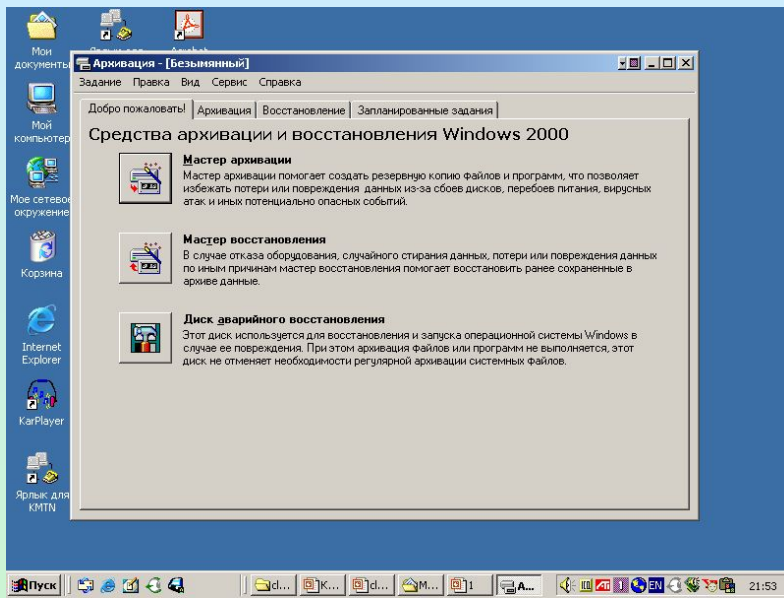 Мои
документы
Архивация - [Безымянный]
Задание Правка Вид Сервис Справка
Добро пожаловать! Архивация Восстановление Запланированные задания
Средства архивации и восстановления Windows 2000
Мастер архивации
Мастер архивации помогает создать резервную копию файлов и программ, что позволяет
избежать потери или повреждения данных из-за сбоев дисков, перебоев питания, вирусных
атак и иных потенциально опасных событий.
Мастер восстановления
В случае отказа оборудования, случайного стирания данных, потери или повреждения данных
по иным причинам мастер восстановления помогает восстановить ранее сохраненные в
архиве данные.
Диск аварийного восстановления
Этот диск используется для восстановления и запуска операционной системы Windows в
случае ее повреждения. При этом архивация файлов или программ не выполняется, этот
диск не отменяет необходимости регулярной архивации системных файлов.
Мой
компьютер
Мое сетевое
окружение
Корзина
Internet
Explorer
KarPlayer
Ярлык для
KMTN
Пуск cl... K... d... M... 1 А... EN 21:53